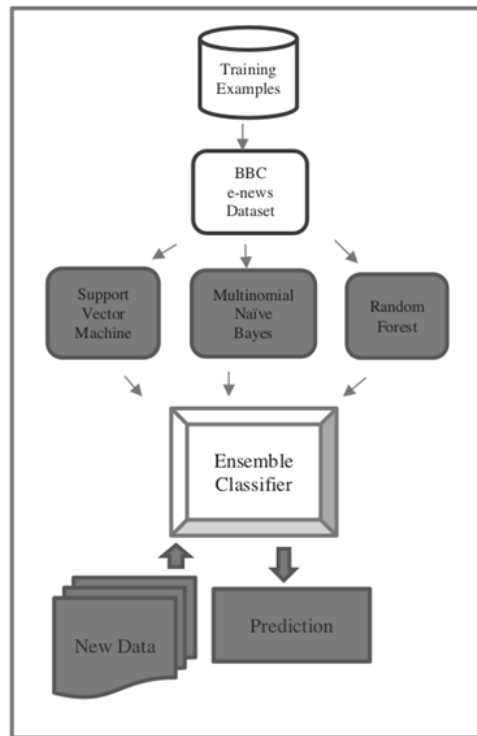 Training
Examples
BBC
e-news
Dataset
Support
Vector
Machine
Multinomial
Naïve
Bayes
Random
Forest
Ensemble
Classifier
New Data
Prediction